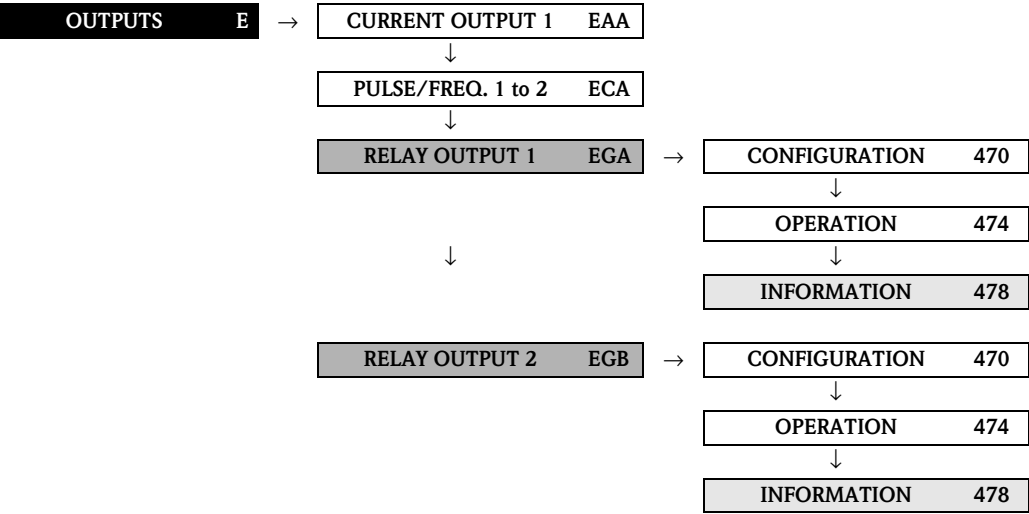 OUTPUTS E → CURRENT OUTPUT 1 EAA
↓
PULSE/FREQ. 1 to 2 ECA
↓
RELAY OUTPUT 1 EGA → CONFIGURATION 470
↓
OPERATION 474
↓ ↓
INFORMATION 478
RELAY OUTPUT 2 EGB → CONFIGURATION 470
↓
OPERATION 474
↓
INFORMATION 478